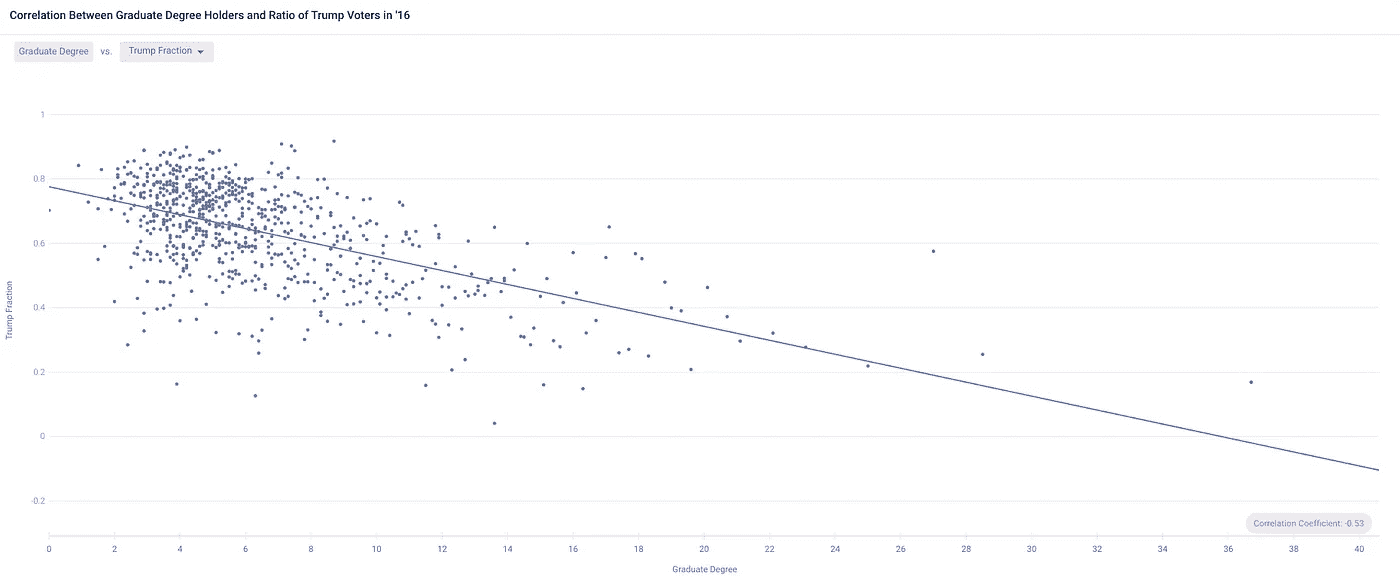 Correlation Between Graduate Degree Holders and Ratio of Trump Voters in '16
Graduate Degree vs. Trump Fraction
1
0.8
0.6
0.4
0.2
0
-0.2
Trump Fraction
Correlation Coefficient: -0.53
0 2 4 6 8 10 12 14 16 18 20 22 24 26 28 30 32 34 36 38 40
Graduate Degree